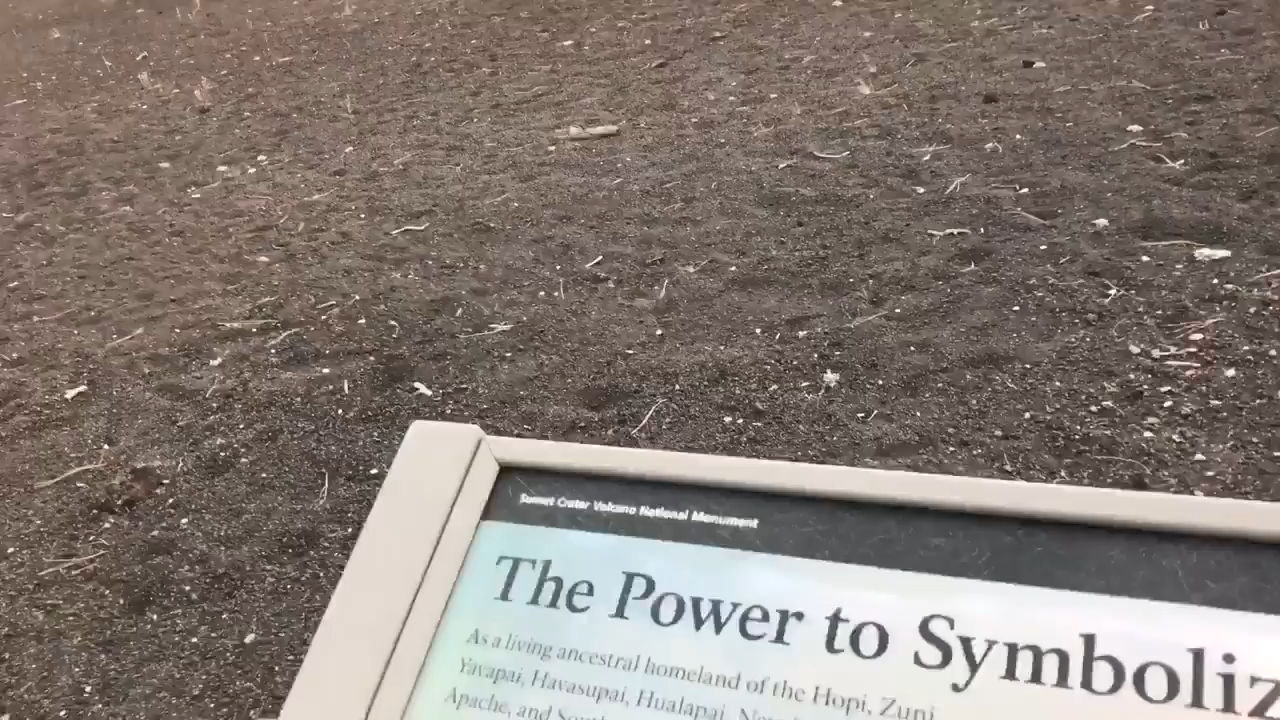 Sunset Crater Volcano National Monument
The Power to Symboliz
As a living ancestral homeland of the Hopi, Zuni
Yavapai, Havasupai, Hualapai,
Apache, and